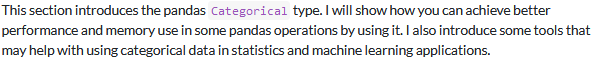 This section introduces the pandas Categorical type. I will show how you can achieve better
performance and memory use in some pandas operations by using it. I also introduce some tools that
may help with using categorical data in statistics and machine learning applications.